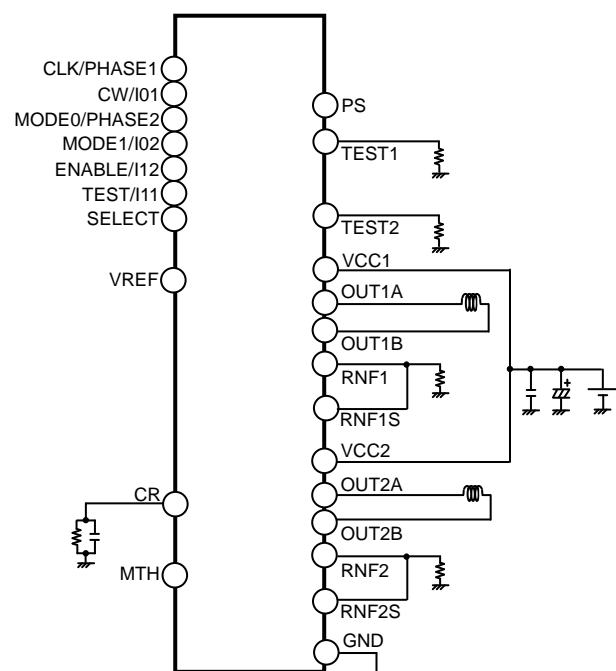 CLK/PHASE1
CW/I01
MODE0/PHASE2
MODE1/I02
ENABLE/I12
TEST/I11
SELECT
VREF
CR
MTH
PS
TEST1
TEST2
VCC1
OUT1A
OUT1B
RNF1
RNF1S
VCC2
OUT2A
OUT2B
RNF2
RNF2S
GND
+